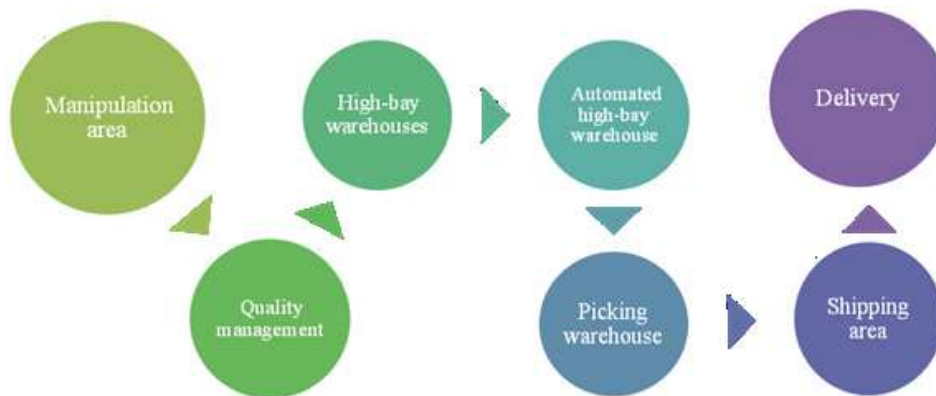 Manipulation
area
Quality
management
High-bay
warehouses
Automated
high-bay
warehouse
Picking
warehouse
Shipping
area
Delivery